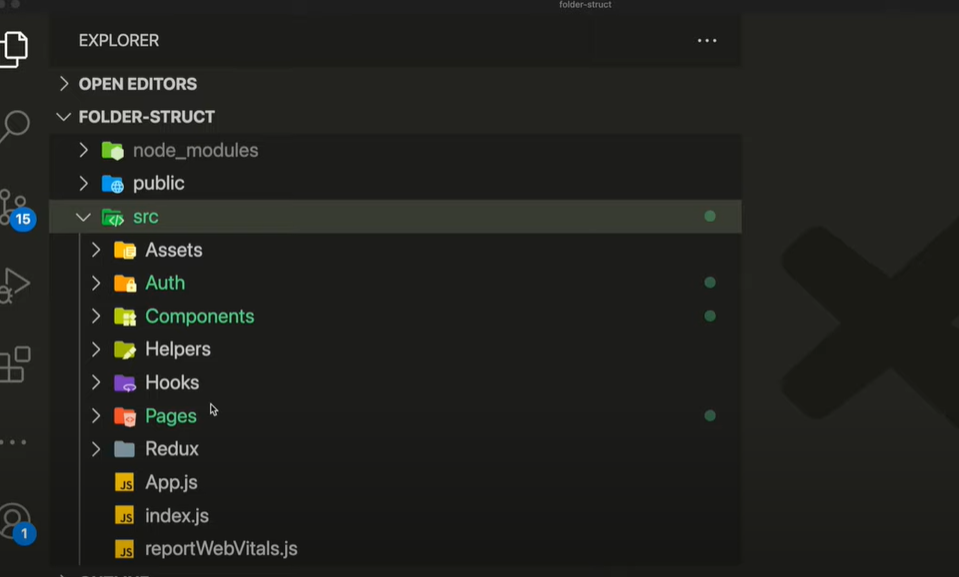 folder-struct
EXPLORER
OPEN EDITORS
FOLDER-STRUCT
node_modules
public
15
src
Assets
Auth
Components
Helpers
Hooks
Pages
Redux
JS App.js
JS index.js
1
JS reportWebVitals.js